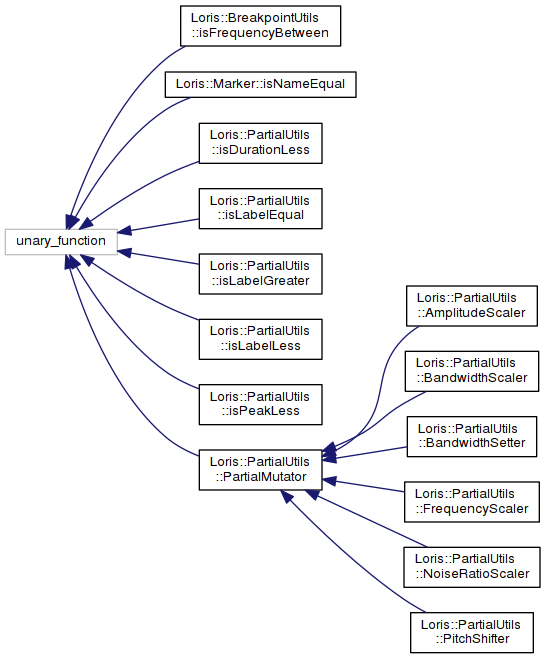 Loris::BreakpointUtils
::isFrequencyBetween
Loris::Marker::isNameEqual
Loris::PartialUtils
::isDurationLess
Loris::PartialUtils
::isLabelEqual
unary_function
Loris::PartialUtils
::isLabelGreater
Loris::PartialUtils
::isLabelLess
Loris::PartialUtils
::isPeakLess
Loris::PartialUtils
::PartialMutator
Loris::PartialUtils
::AmplitudeScaler
Loris::PartialUtils
::BandwidthScaler
Loris::PartialUtils
::BandwidthSetter
Loris::PartialUtils
::FrequencyScaler
Loris::PartialUtils
::NoiseRatioScaler
Loris::PartialUtils
::PitchShifter